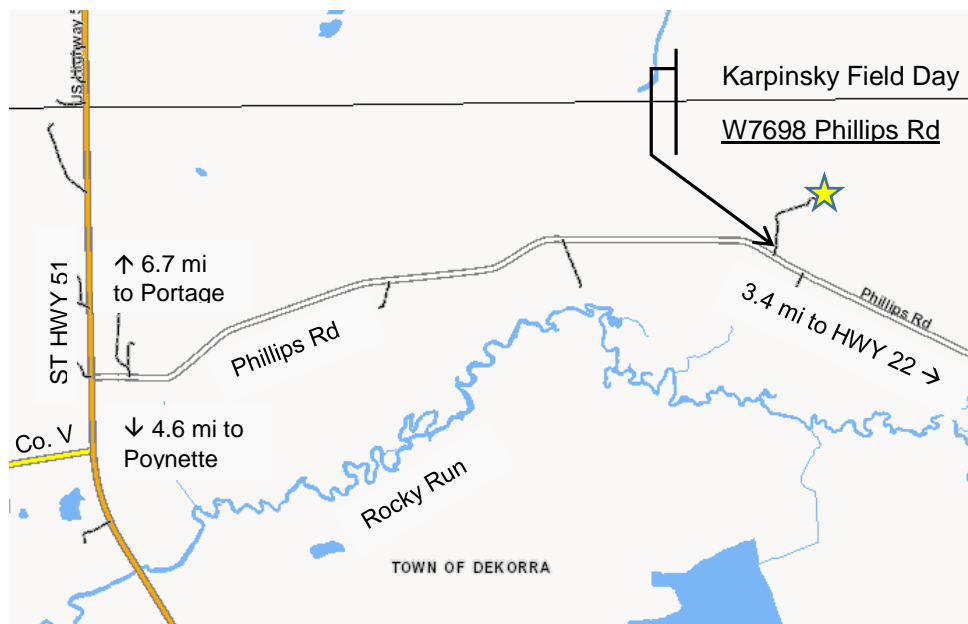 US Highway 5
Karpinsky Field Day
W7698 Phillips Rd
ST HWY 51
↑ 6.7 mi
to Portage
Phillips Rd
Phillips Rd
3.4 mi to HWY 22 →
Co. V
↓ 4.6 mi to
Poynette
Rocky Run
TOWN OF DEKORRA